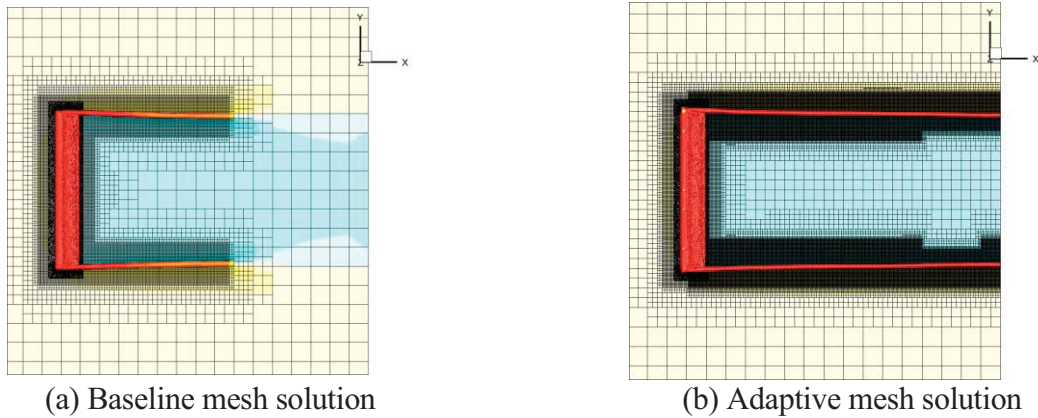 Y
Z
X
Y
Z
X
(a) Baseline mesh solution
(b) Adaptive mesh solution